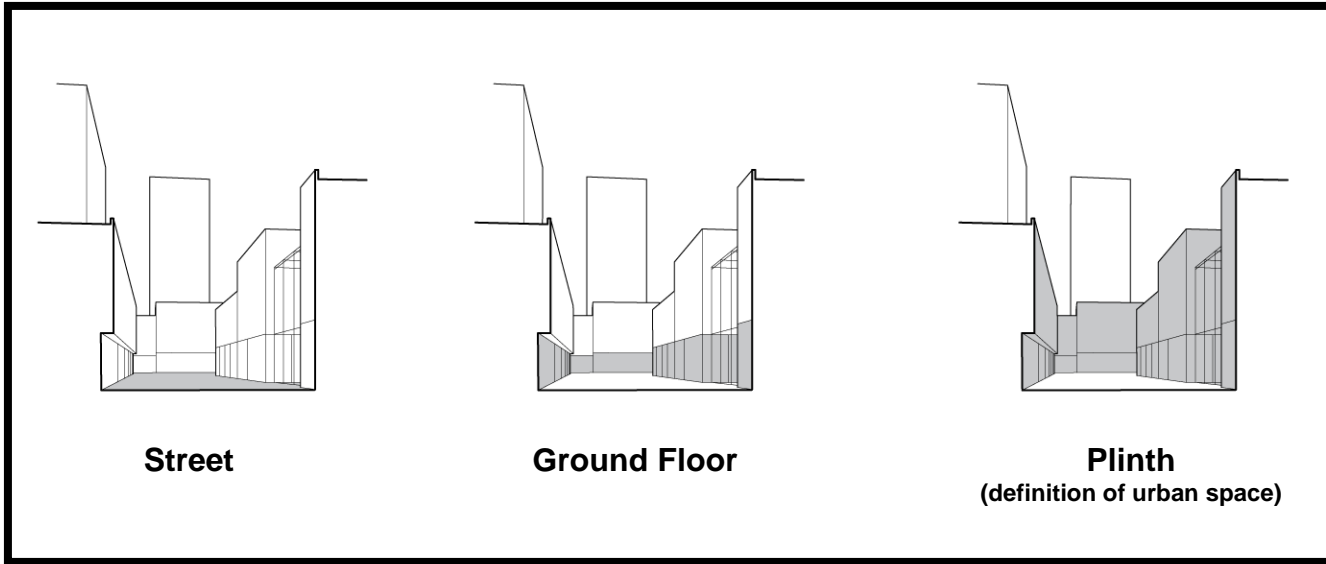 Street
Ground Floor
Plinth
(definition of urban space)